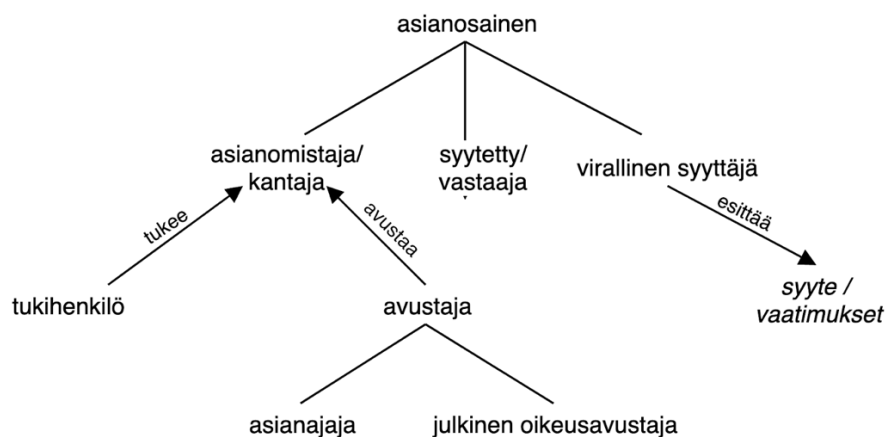 asianosainen
asianomistaja/
kantaja
syytetty/
vastaaja
virallinen syyttäjä
tukee
avustaa
esittää
tukihenkilö
avustaja
syyte /
vaatimukset
asianajaja
julkinen oikeusavustaja